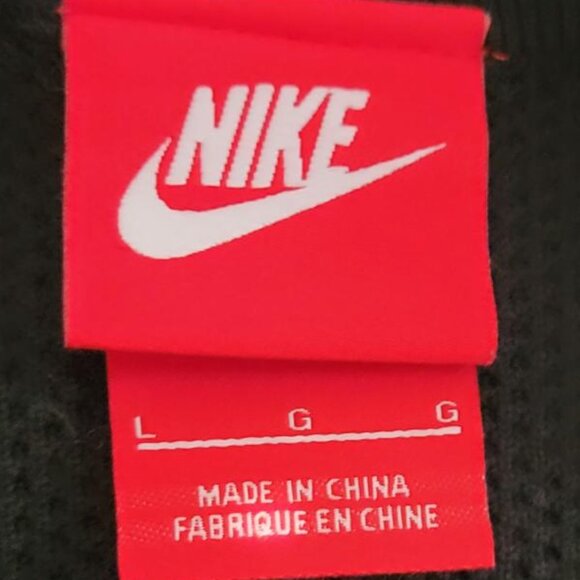 NIKE
L G G
MADE IN CHINA
FABRIQUE EN CHINE